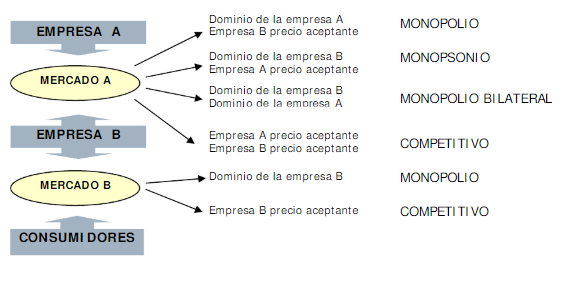 EMPRESA A
MERCADO A
EMPRESA B
MERCADO B
CONSUMIDORES
Dominio de la empresa A
Empresa B precio aceptante
MONOPOLIO
Dominio de la empresa B
Empresa A precio aceptante
MONOPSONIO
Dominio de la empresa B
Dominio de la empresa A
MONOPOLIO BILATERAL
Empresa A precio aceptante
Empresa B precio aceptante
COMPETITIVO
Dominio de la empresa B
MONOPOLIO
Empresa B precio aceptante
COMPETITIVO